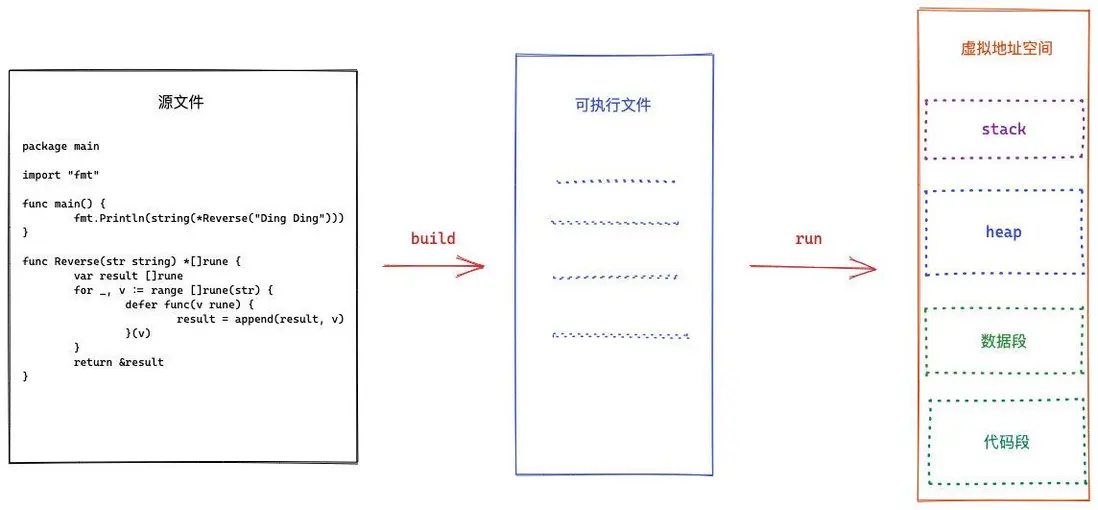 源文件
package main
import "fmt"
func main() {
        fmt.Println(string(*Reverse("Ding Ding")))
}
func Reverse(str string) *[]rune {
        var result []rune
        for _, v := range []rune(str) {
                defer func(v rune) {
                        result = append(result, v)
                }(v)
        }
        return &result
}
build
可执行文件
run
虚拟地址空间
stack
heap
数据段
代码段